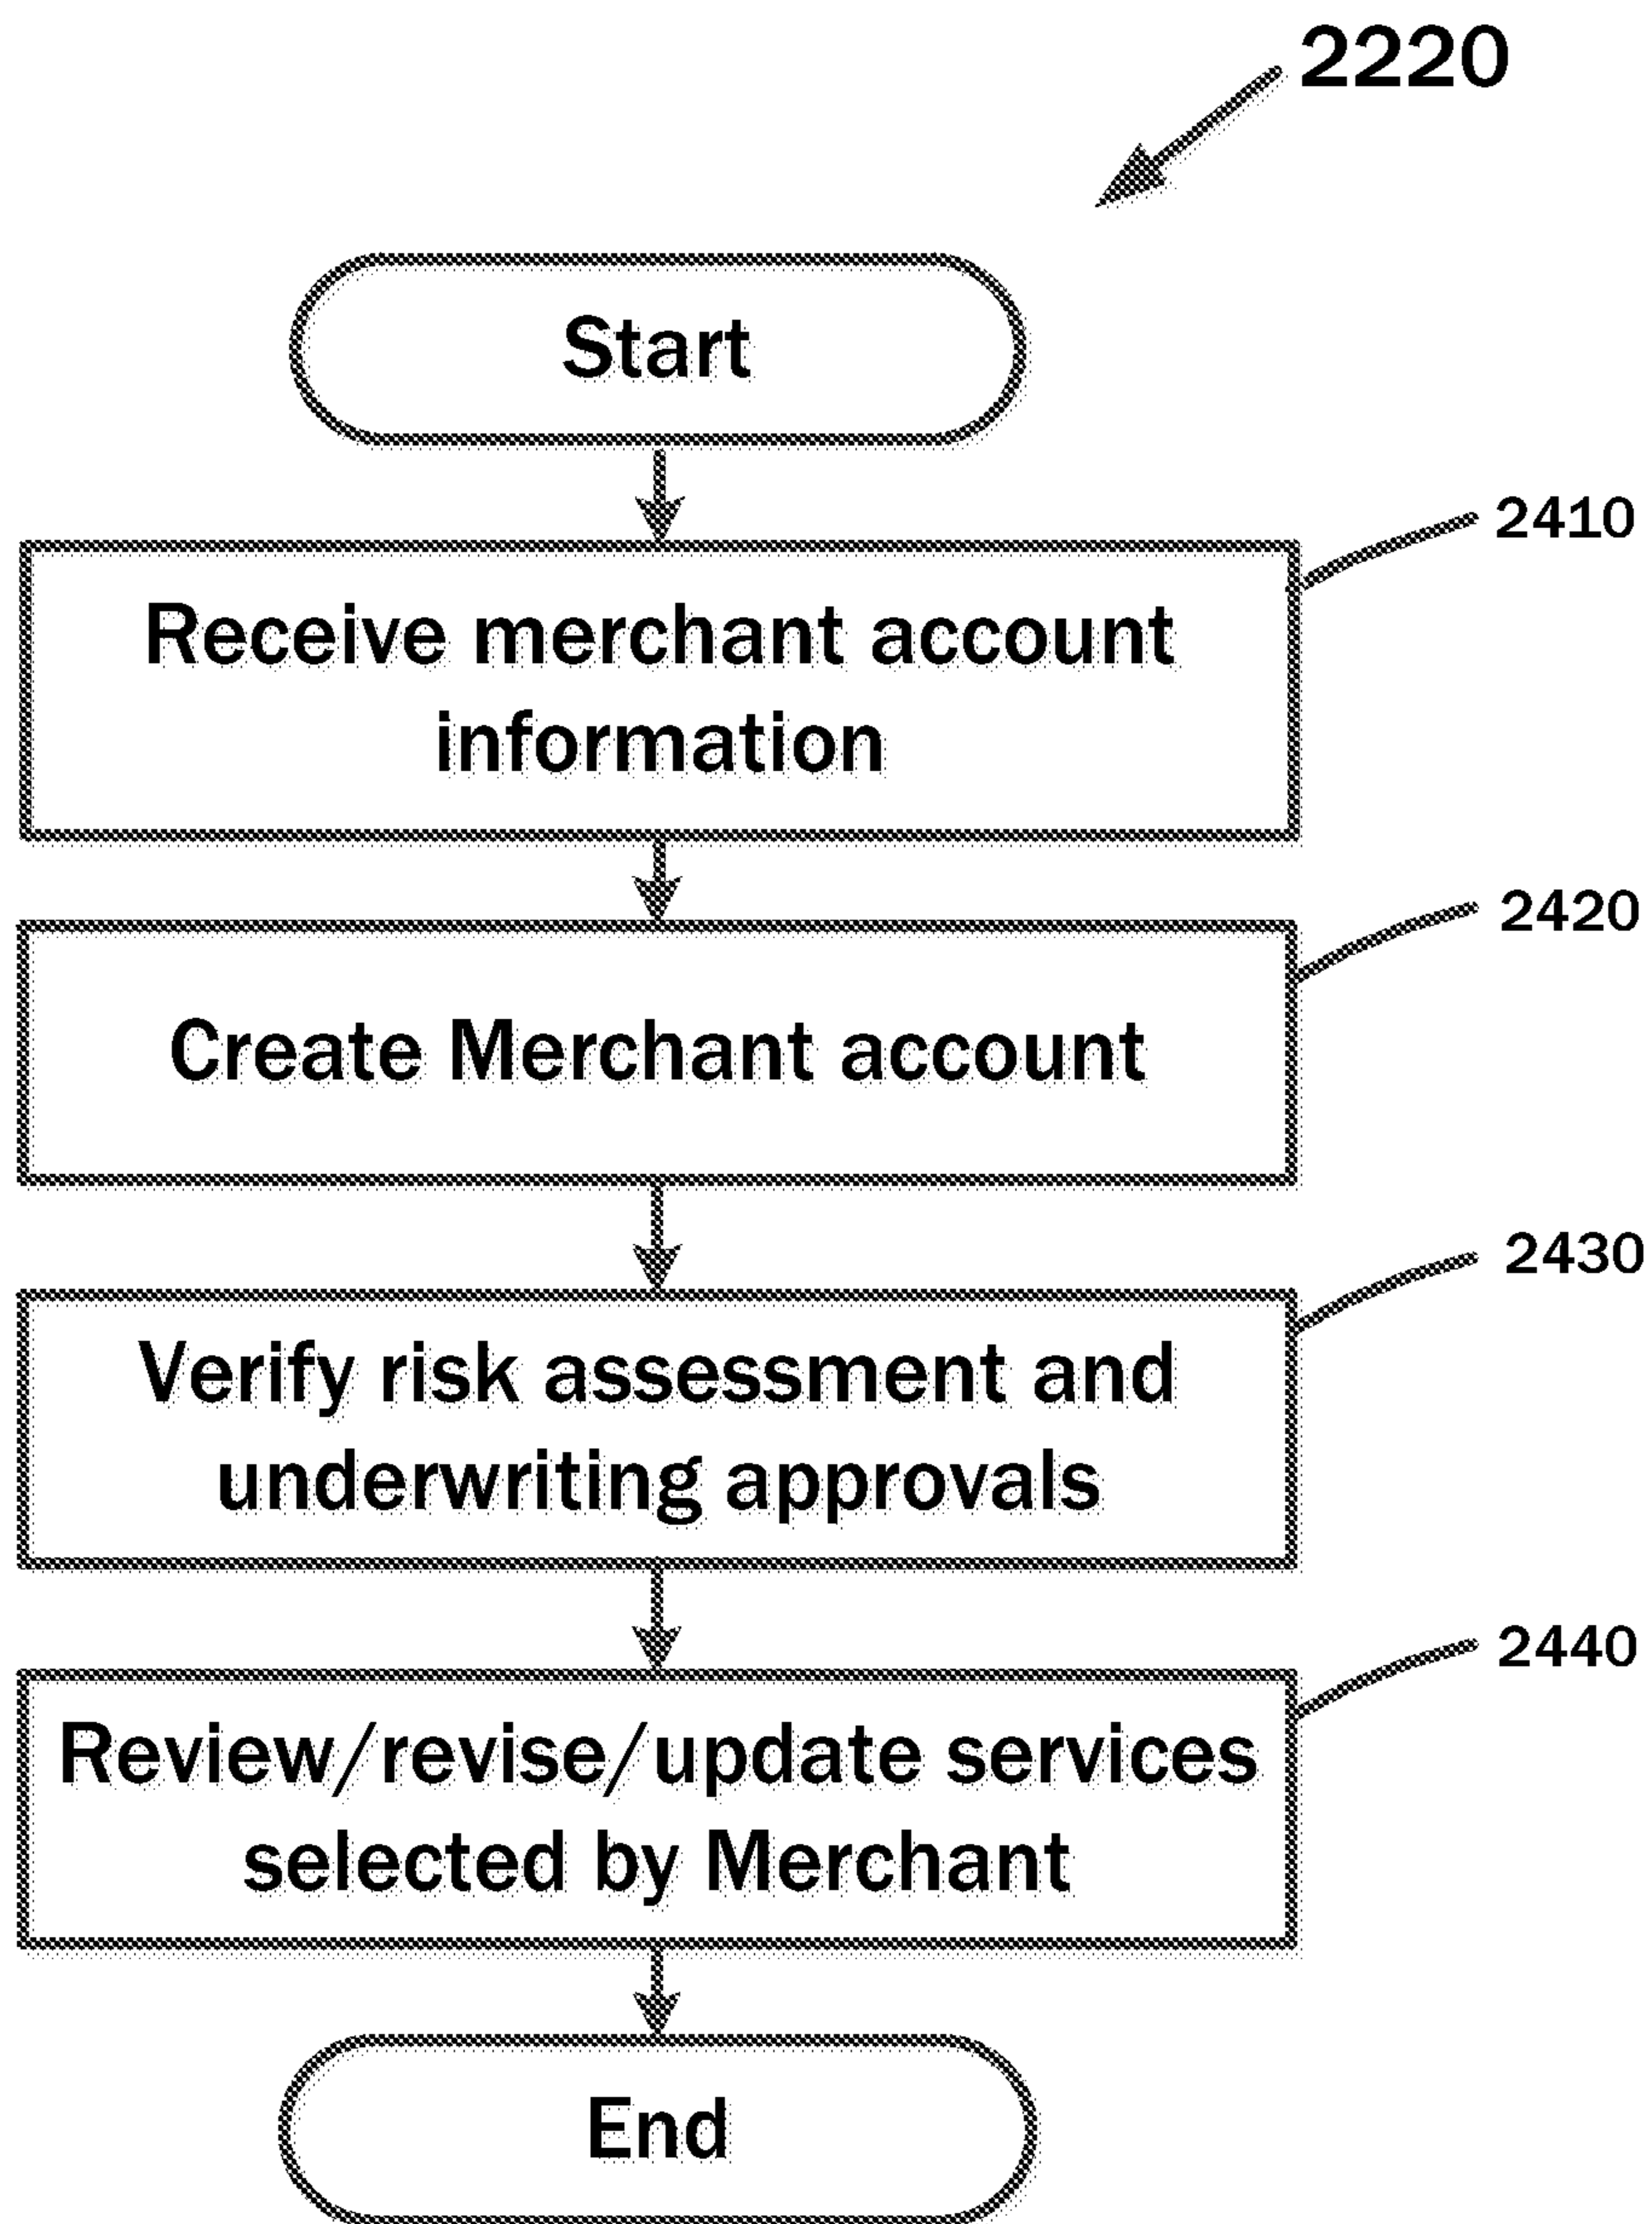 2220
Start
2410
Receive merchant account
information
2420
Create Merchant account
2430
Verify risk assessment and
underwriting approvals
2440
Review/revise/update services
selected by Merchant
End